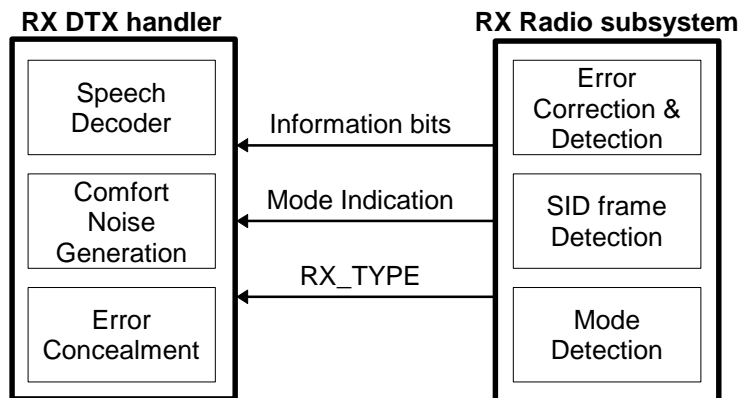 RX DTX handler
RX Radio subsystem
Speech
Decoder
Comfort
Noise
Generation
Error
Concealment
Information bits
Mode Indication
RX_TYPE
Error
Correction &
Detection
SID frame
Detection
Mode
Detection